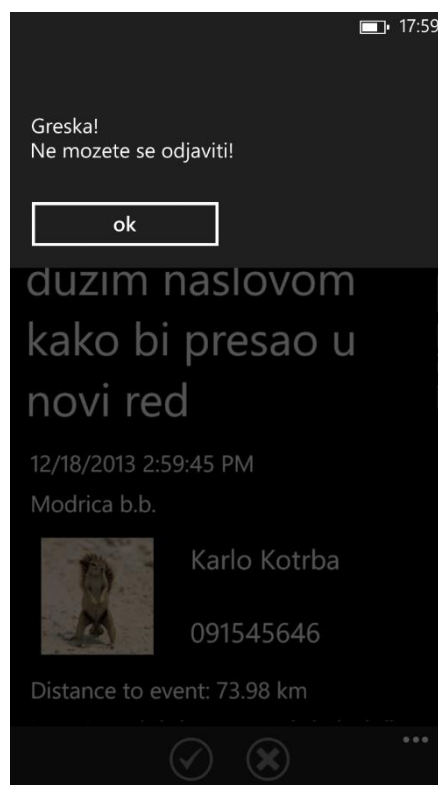 17:59
Greska!
Ne mozete se odjaviti!
ok
duzim naslovom
kako bi presao u
novi red
12/18/2013 2:59:45 PM
Modrica b.b.
Karlo Kotrba
091545646
Distance to event: 73.98 km